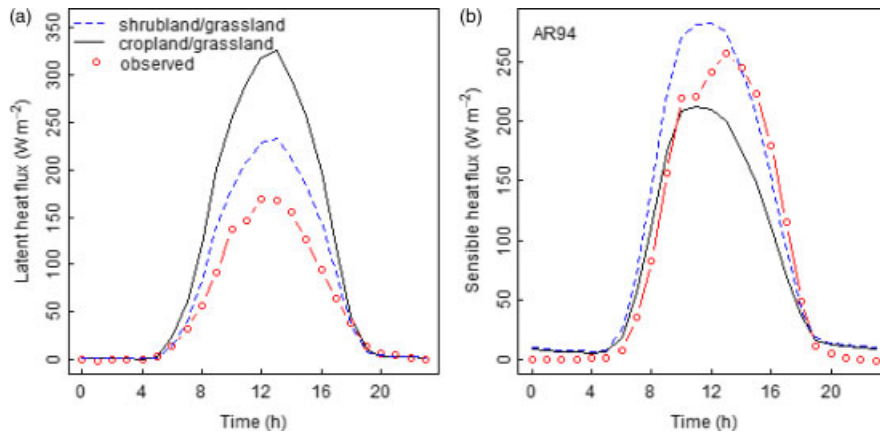 (a)
shrubland/grassland
cropland/grassland
observed
Latent heat flux (W m−2)
0 50 100 150 200 250 300 350
0 4 8 12 16 20
Time (h)
(b)
AR94
Sensible heat flux (W m−2)
0 50 100 150 200 250
0 4 8 12 16 20
Time (h)